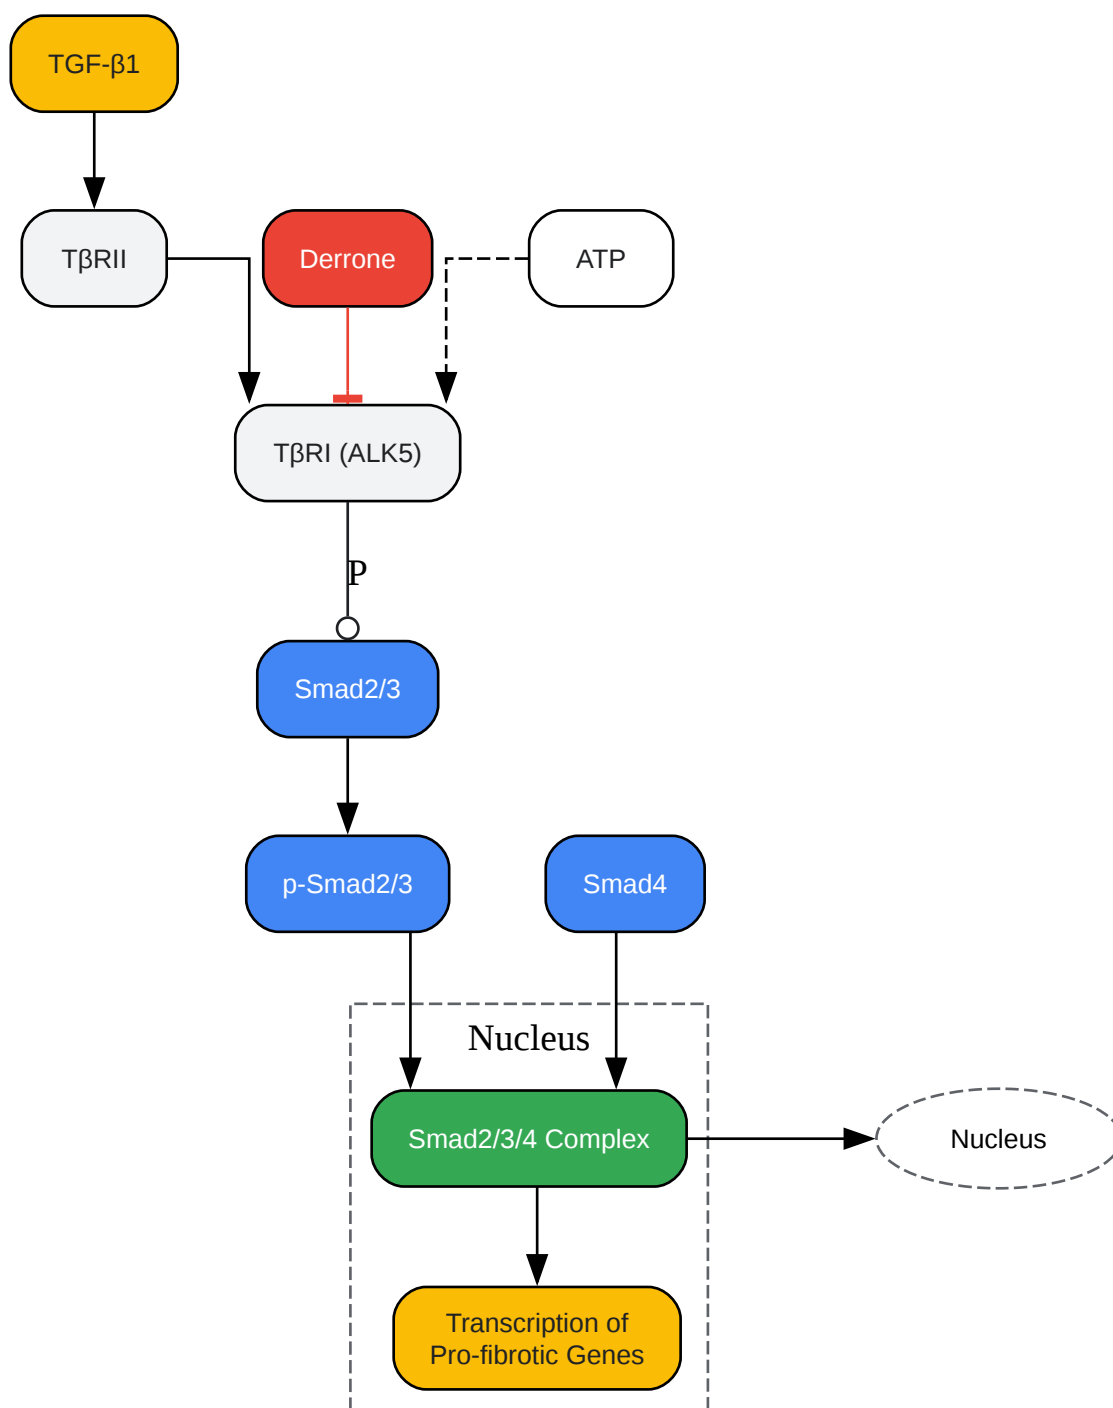 TGF-β1
TβRII
Derrone
ATP
TβRI (ALK5)
P
Smad2/3
p-Smad2/3
Smad4
Nucleus
Smad2/3/4 Complex
Nucleus
Transcription of
Pro-fibrotic Genes